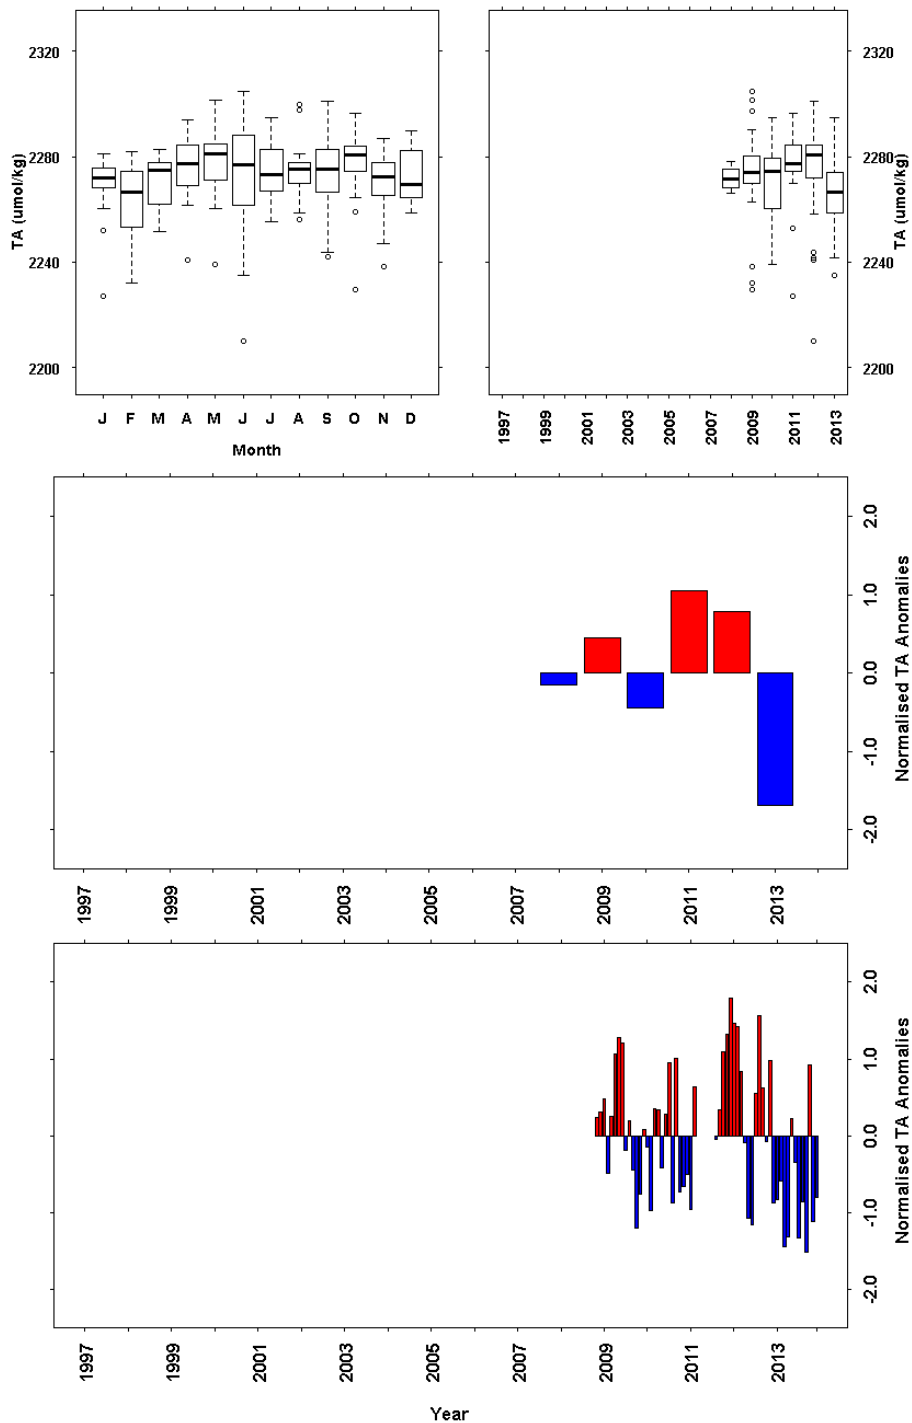 2320
2280
2240
2200
TA (umol/kg)
J F M A M J J A S O N D
Month
2320
2280
2240
2200
TA (umol/kg)
1997 1999 2001 2003 2005 2007 2009 2011 2013
2.0
1.0
0.0
-1.0
-2.0
Normalised TA Anomalies
1997 1999 2001 2003 2005 2007 2009 2011 2013
2.0
1.0
0.0
-1.0
-2.0
Normalised TA Anomalies
1997 1999 2001 2003 2005 2007 2009 2011 2013
Year